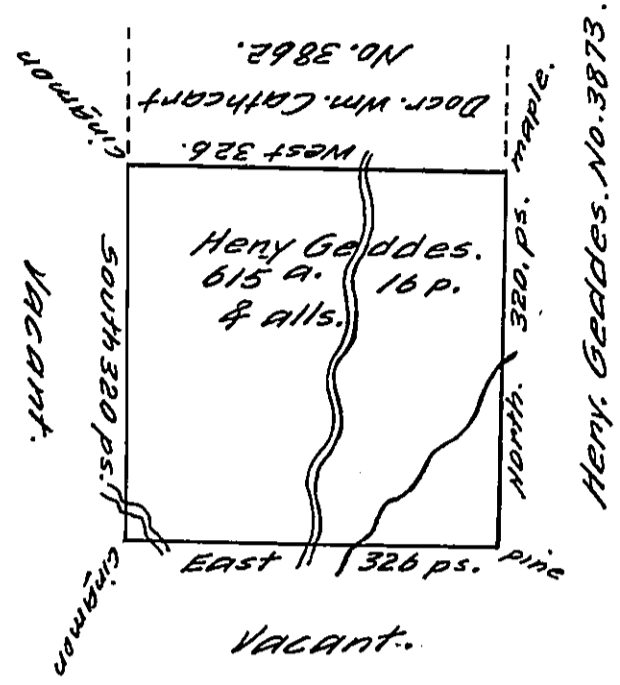 No. 3862.
Docr. Wm. Cathcart
West 326.
Cinnamon
maple.
Heny. Geddes. No. 3873.
Heny Geddes.
615 a. 16 p.
& alls.
North. 320. ps.
South 320 ps.
Vacant.
East 326 ps.
pine
Cinnamon
Vacant..